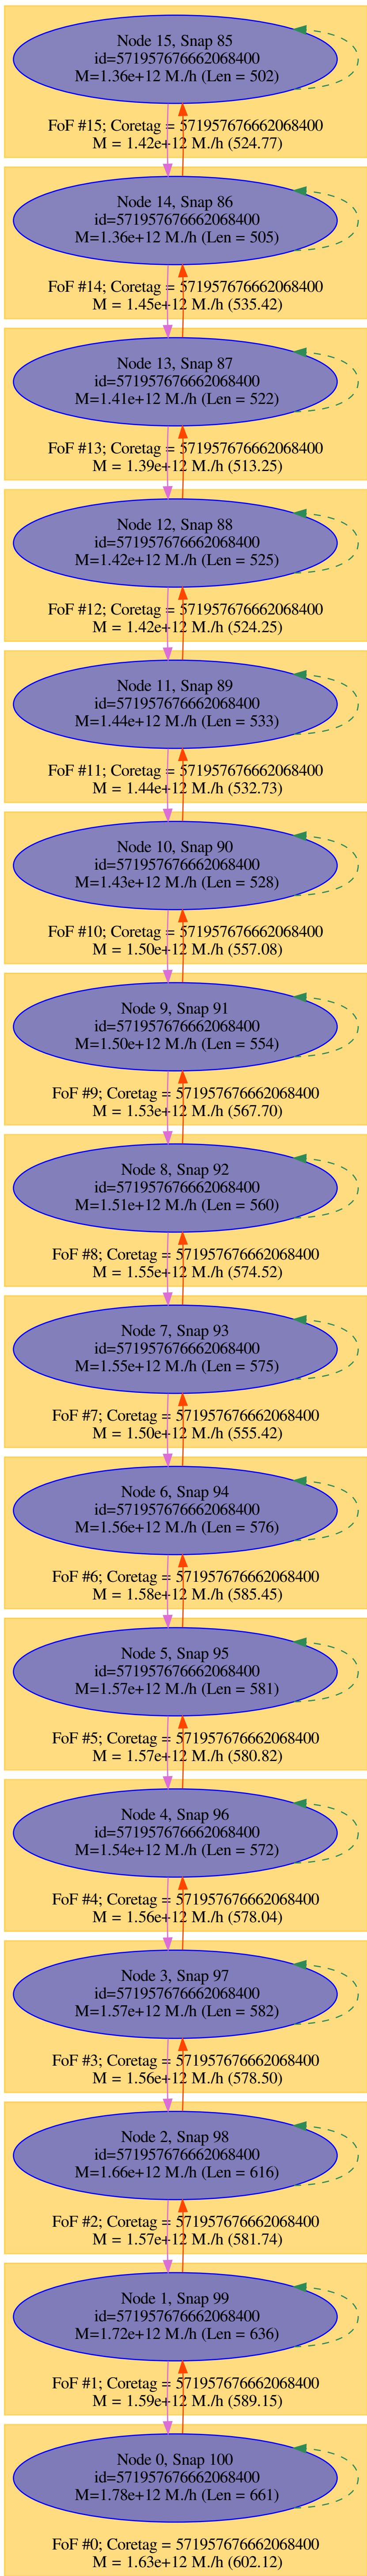 Node 15, Snap 85
id=571957676662068400
M=1.36e+12 M./h (Len = 502)
FoF #15; Coretag = 571957676662068400
M = 1.42e+12 M./h (524.77)
Node 14, Snap 86
id=571957676662068400
M=1.36e+12 M./h (Len = 505)
FoF #14; Coretag = 571957676662068400
M = 1.45e+12 M./h (535.42)
Node 13, Snap 87
id=571957676662068400
M=1.41e+12 M./h (Len = 522)
FoF #13; Coretag = 571957676662068400
M = 1.39e+12 M./h (513.25)
Node 12, Snap 88
id=571957676662068400
M=1.42e+12 M./h (Len = 525)
FoF #12; Coretag = 571957676662068400
M = 1.42e+12 M./h (524.25)
Node 11, Snap 89
id=571957676662068400
M=1.44e+12 M./h (Len = 533)
FoF #11; Coretag = 571957676662068400
M = 1.44e+12 M./h (532.73)
Node 10, Snap 90
id=571957676662068400
M=1.43e+12 M./h (Len = 528)
FoF #10; Coretag = 571957676662068400
M = 1.50e+12 M./h (557.08)
Node 9, Snap 91
id=571957676662068400
M=1.50e+12 M./h (Len = 554)
FoF #9; Coretag = 571957676662068400
M = 1.53e+12 M./h (567.70)
Node 8, Snap 92
id=571957676662068400
M=1.51e+12 M./h (Len = 560)
FoF #8; Coretag = 571957676662068400
M = 1.55e+12 M./h (574.52)
Node 7, Snap 93
id=571957676662068400
M=1.55e+12 M./h (Len = 575)
FoF #7; Coretag = 571957676662068400
M = 1.50e+12 M./h (555.42)
Node 6, Snap 94
id=571957676662068400
M=1.56e+12 M./h (Len = 576)
FoF #6; Coretag = 571957676662068400
M = 1.58e+12 M./h (585.45)
Node 5, Snap 95
id=571957676662068400
M=1.57e+12 M./h (Len = 581)
FoF #5; Coretag = 571957676662068400
M = 1.57e+12 M./h (580.82)
Node 4, Snap 96
id=571957676662068400
M=1.54e+12 M./h (Len = 572)
FoF #4; Coretag = 571957676662068400
M = 1.56e+12 M./h (578.04)
Node 3, Snap 97
id=571957676662068400
M=1.57e+12 M./h (Len = 582)
FoF #3; Coretag = 571957676662068400
M = 1.56e+12 M./h (578.50)
Node 2, Snap 98
id=571957676662068400
M=1.66e+12 M./h (Len = 616)
FoF #2; Coretag = 571957676662068400
M = 1.57e+12 M./h (581.74)
Node 1, Snap 99
id=571957676662068400
M=1.72e+12 M./h (Len = 636)
FoF #1; Coretag = 571957676662068400
M = 1.59e+12 M./h (589.15)
Node 0, Snap 100
id=571957676662068400
M=1.78e+12 M./h (Len = 661)
FoF #0; Coretag = 571957676662068400
M = 1.63e+12 M./h (602.12)